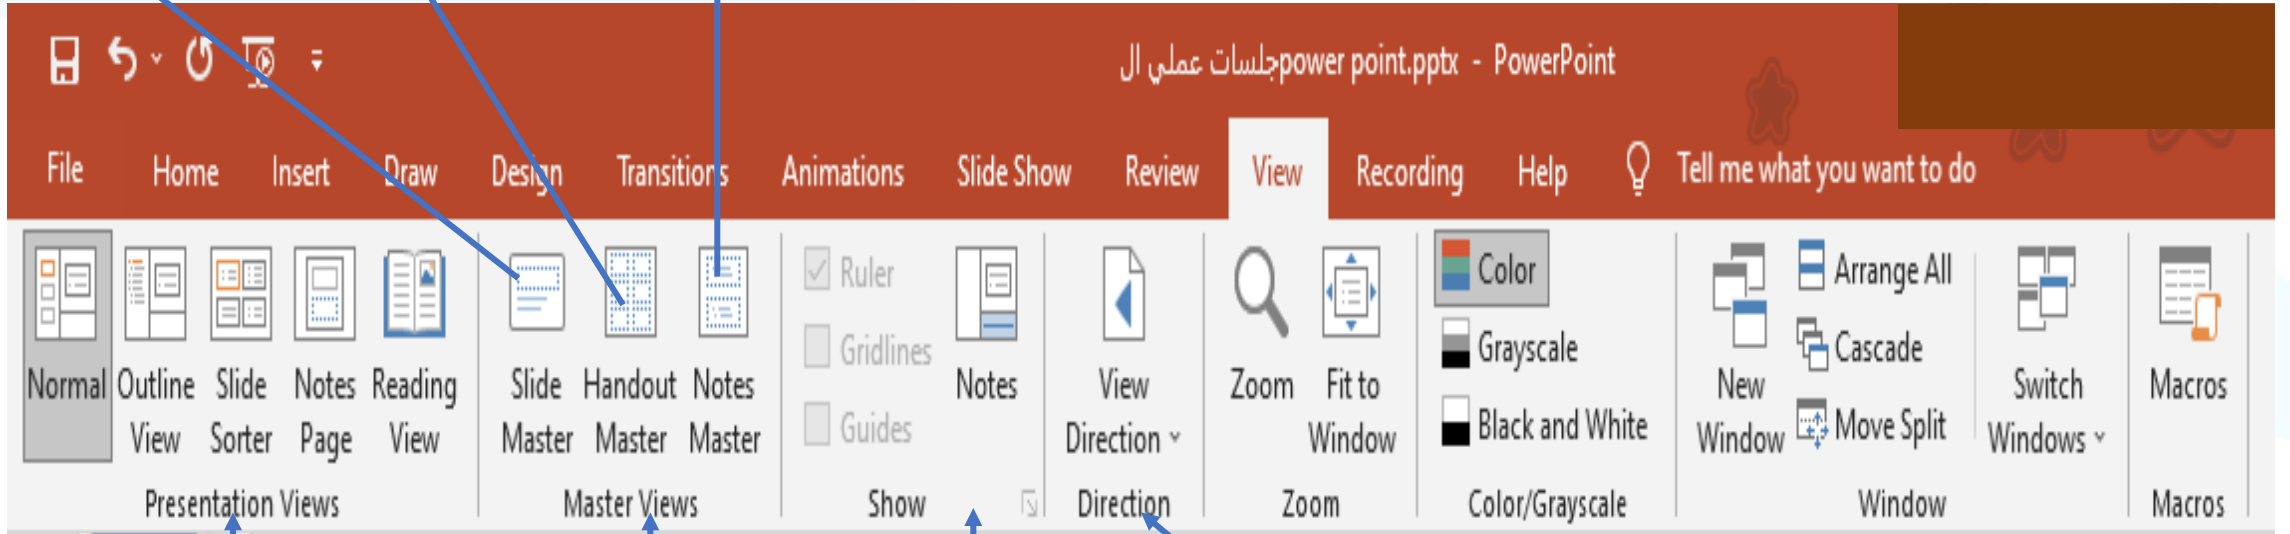 جلسات عملي الpower point.pptx - PowerPoint
File Home Insert Draw Design Transitions Animations Slide Show Review View Recording Help Tell me what you want to do
Normal
Outline View
Slide Sorter
Notes Page
Reading View
Presentation Views
Slide Master
Handout Master
Notes Master
Master Views
Ruler
Gridlines
Guides
Notes
Show
View Direction
Direction
Zoom
Fit to Window
Zoom
Color
Grayscale
Black and White
Color/Grayscale
New Window
Arrange All
Cascade
Move Split
Switch Windows
Window
Macros
Macros